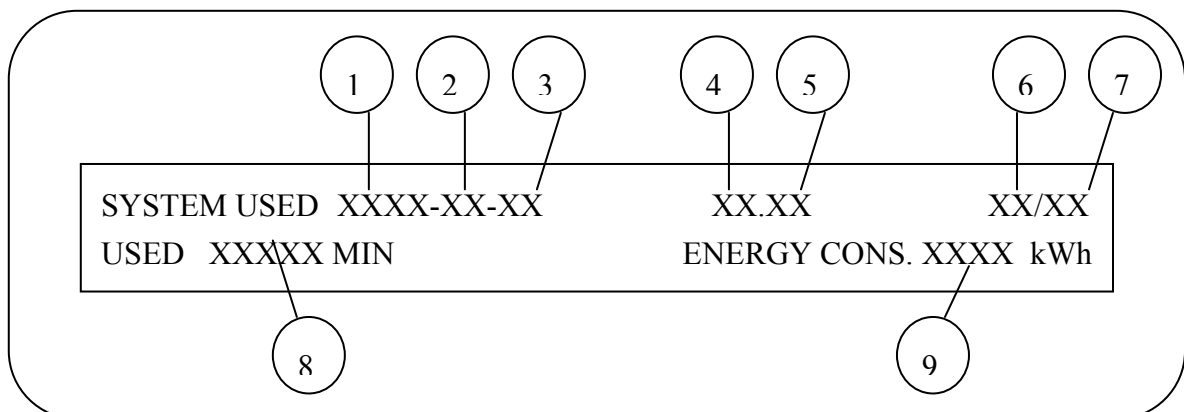 1 2 3 4 5 6 7
SYSTEM USED XXXX-XX-XX XX.XX XX/XX
USED XXXXX MIN ENERGY CONS. XXXX kWh
8 9